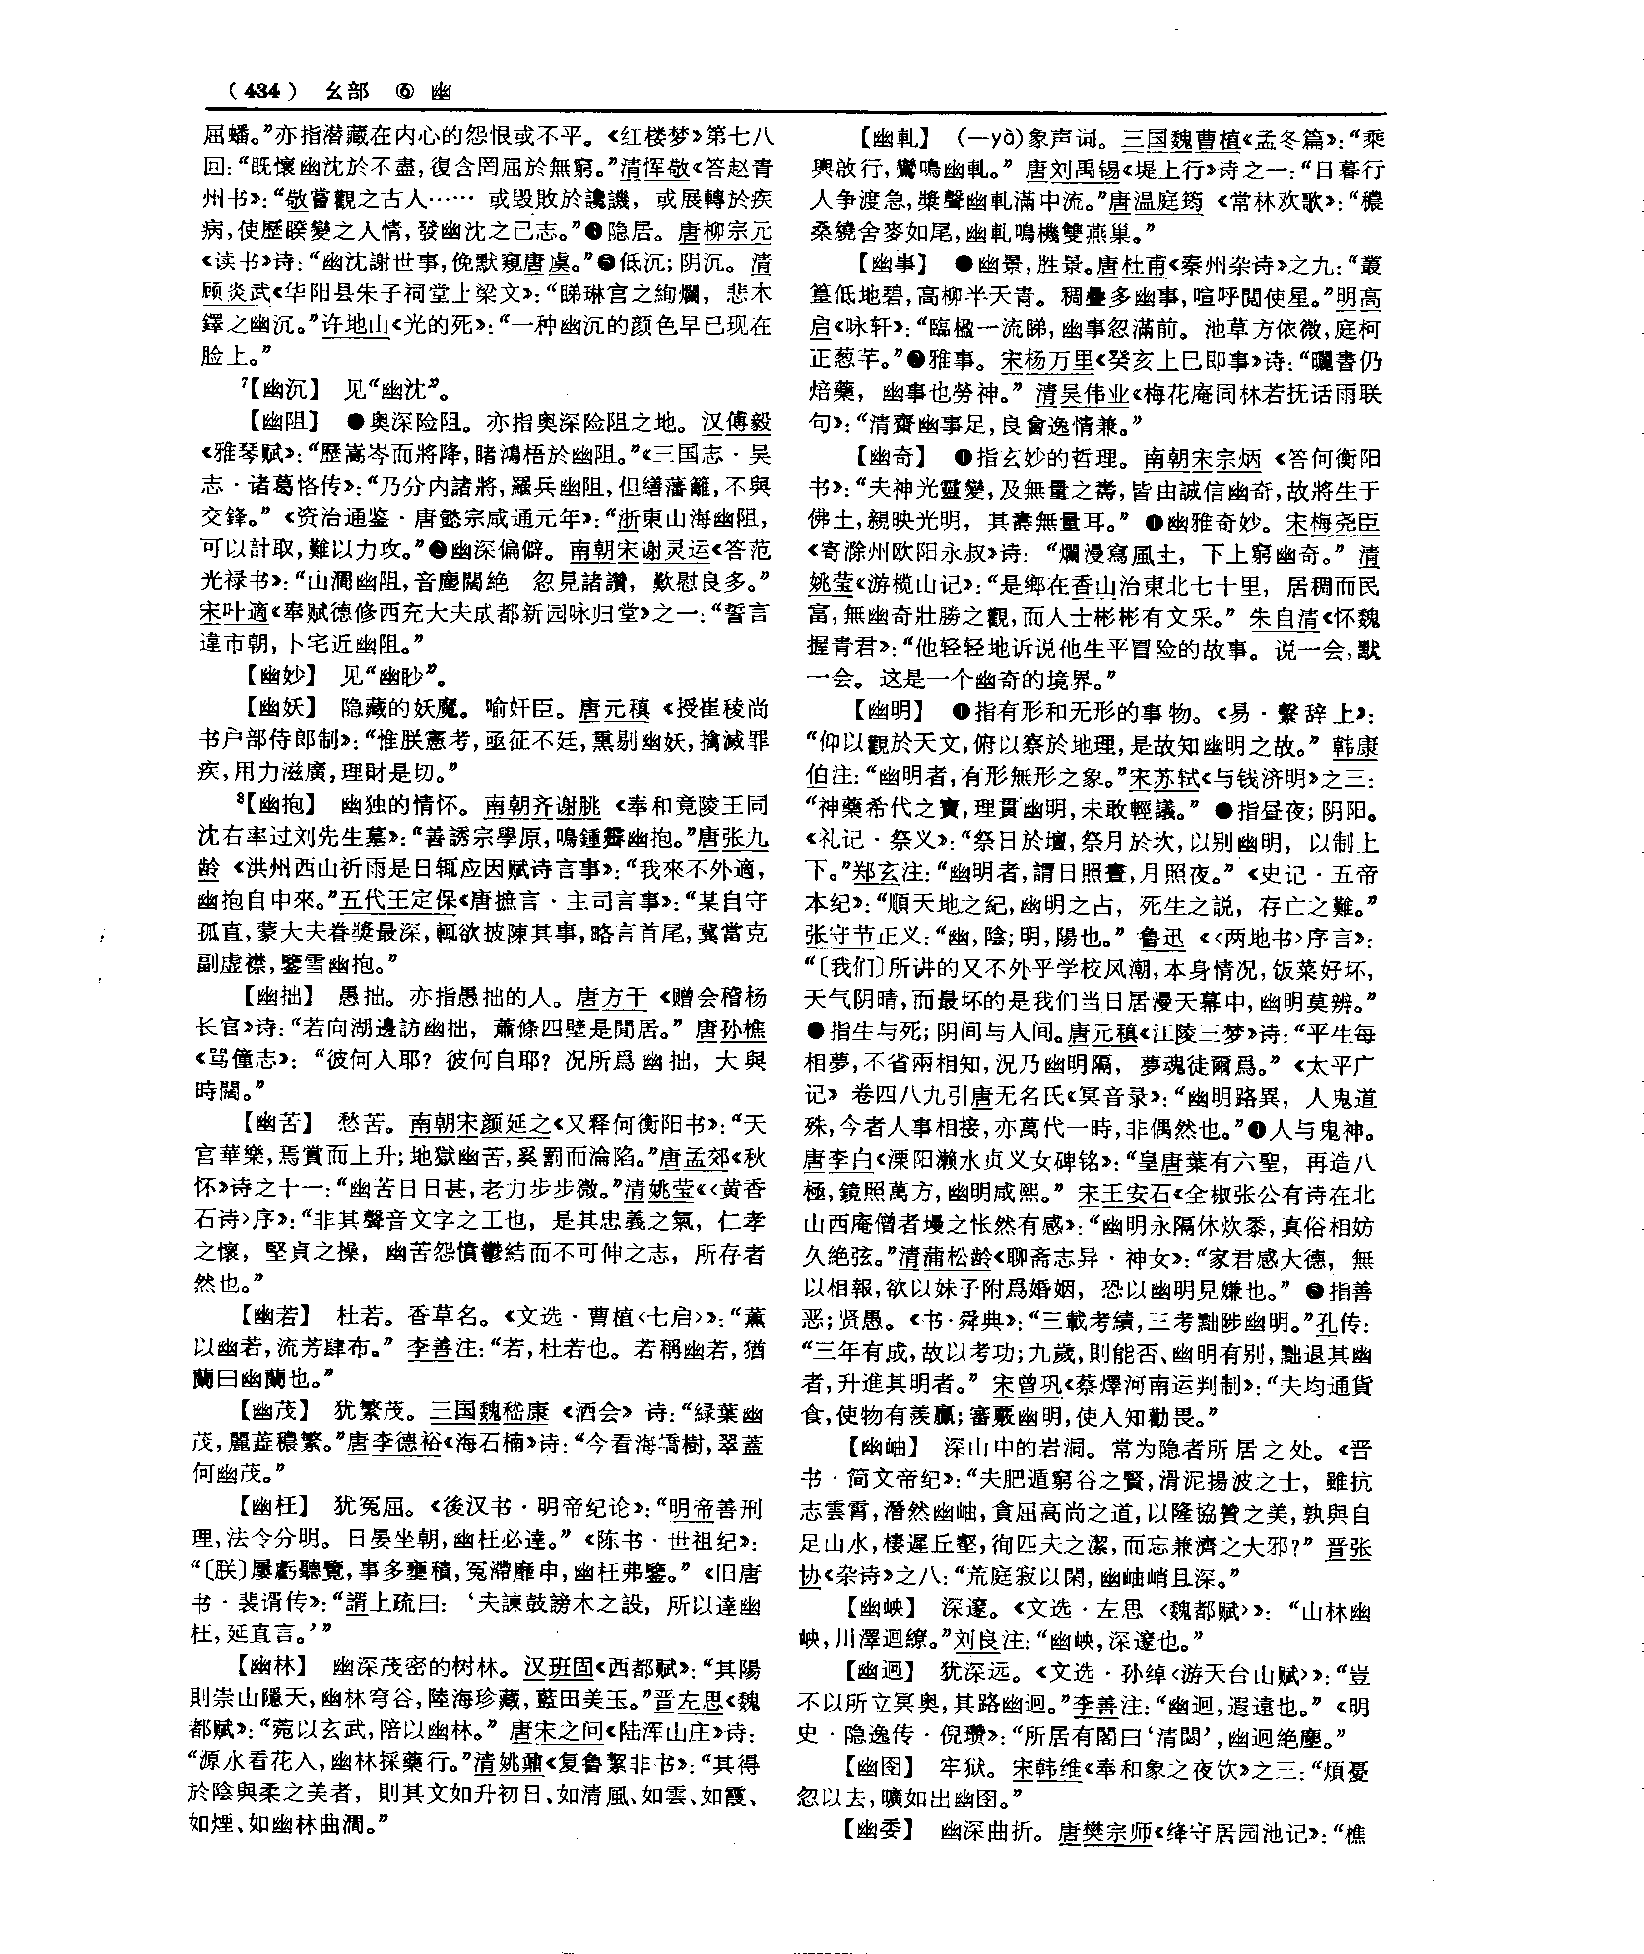 （434） 幺部 ⑥ 幽
屈蟠。”亦指潜藏在内心的怨恨或不平。《红楼梦》第七八
回：“既懷幽沈於不盡，復含罔屈於無窮。”清恽敬《答赵青
州书》：“敬嘗觀之古人…… 或毁敗於讒譏，或展轉於疾
病，使歷睽變之人情，發幽沈之己志。”❹隐居。唐柳宗元
《读书》诗：“幽沈謝世事，俛默窺唐虞。”❺低沉；阴沉。清
顾炎武《华阴县朱子祠堂上梁文》：“睇琳宫之絢爛，悲木
鐸之幽沉。”许地山《光的死》：“一种幽沉的颜色早已现在
脸上。”
⁷【幽沉】 见“幽沈”。
【幽阻】 ❶奥深险阻。亦指奥深险阻之地。汉傅毅
《雅琴赋》：“歷嵩岑而將降，睹鴻梧於幽阻。”《三国志·吴
志·诸葛恪传》：“乃分内諸將，羅兵幽阻，但缮藩籬，不與
交鋒。”《资治通鉴·唐懿宗咸通元年》：“浙東山海幽阻，
可以計取，難以力攻。”❷幽深偏僻。南朝宋谢灵运《答范
光禄书》：“山澗幽阻，音塵闊絶 忽見諸讚，歎慰良多。”
宋叶適《奉赋德修西充大夫成都新园咏归堂》之一：“誓言
違市朝，卜宅近幽阻。”
【幽妙】 见“幽眇”。
【幽妖】 隐藏的妖魔。喻奸臣。唐元稹《授崔稜尚
书户部侍郎制》：“惟朕憲考，亟征不廷，熏剔幽妖，擒滅罪
疾，用力滋廣，理財是切。”
⁸【幽抱】 幽独的情怀。南朝齐谢朓《奉和竟陵王同
沈右率过刘先生墓》：“善誘宗學原，鳴鍾霽幽抱。”唐张九
龄《洪州西山祈雨是日辄应因赋诗言事》：“我來不外適，
幽抱自中來。”五代王定保《唐摭言·主司言事》：“某自守
孤直，蒙大夫眷奬最深，輒欲披陳其事，略言首尾，冀當克
副虚襟，鑒雪幽抱。”
【幽拙】 愚拙。亦指愚拙的人。唐方干《赠会稽杨
长官》诗：“若向湖邊訪幽拙，蕭條四壁是閒居。”唐孙樵
《骂僮志》：“彼何人耶？彼何自耶？况所爲幽拙，大與
時闊。”
【幽苦】 愁苦。南朝宋颜延之《又释何衡阳书》：“天
宫華樂，焉賞而上升；地獄幽苦，奚罰而淪陷。”唐孟郊《秋
怀》诗之十一：“幽苦日日甚，老力步步微。”清姚莹《〈黄香
石诗〉序》：“非其聲音文字之工也，是其忠義之氣，仁孝
之懷，堅貞之操，幽苦怨憤鬱結而不可伸之志，所存者
然也。”
【幽若】 杜若。香草名。《文选·曹植〈七启〉》：“薰
以幽若，流芳肆布。”李善注：“若，杜若也。若稱幽若，猶
蘭曰幽蘭也。”
【幽茂】 犹繁茂。三国魏嵇康《酒会》诗：“緑葉幽
茂，麗蘂穠繁。”唐李德裕《海石楠》诗：“今看海嶠樹，翠蓋
何幽茂。”
【幽枉】 犹冤屈。《後汉书·明帝纪论》：“明帝善刑
理，法令分明。日晏坐朝，幽枉必達。”《陈书·世祖纪》：
“〔朕〕屢虧聽覽，事多壅積，冤滯靡申，幽枉弗鑒。”《旧唐
书·裴谞传》：“諝上疏曰：‘夫諫鼓謗木之設，所以達幽
枉，延直言。’”
【幽林】 幽深茂密的树林。汉班固《西都赋》：“其陽
則崇山隱天，幽林穹谷，陸海珍藏，藍田美玉。”晋左思《魏
都赋》：“菀以玄武，陪以幽林。”唐宋之问《陆浑山庄》诗：
“源水看花入，幽林採藥行。”清姚鼐《复鲁絜非书》：“其得
於陰與柔之美者，則其文如升初日、如清風、如雲、如霞、
如煙、如幽林曲澗。”
【幽軋】 （—yà）象声词。三国魏曹植《孟冬篇》：“乘
輿啟行，鸞鳴幽軋。”唐刘禹锡《堤上行》诗之一：“日暮行
人争渡急，槳聲幽軋滿中流。”唐温庭筠《常林欢歌》：“穠
桑繞舍麥如尾，幽軋鳴機雙燕巢。”
【幽事】 ❶幽景，胜景。唐杜甫《秦州杂诗》之九：“叢
篁低地碧，高柳半天青。稠疊多幽事，喧呼閲使星。”明高
启《咏轩》：“臨楹一流睇，幽事忽滿前。池草方依微，庭柯
正葱芊。”❷雅事。宋杨万里《癸亥上巳即事》诗：“曬書仍
焙藥，幽事也勞神。”清吴伟业《梅花庵同林若抚话雨联
句》：“清齋幽事足，良會逸情兼。”
【幽奇】 ❶指玄妙的哲理。南朝宋宗炳《答何衡阳
书》：“夫神光靈變，及無量之壽，皆由誠信幽奇，故將生于
佛土，親映光明，其壽無量耳。”❷幽雅奇妙。宋梅尧臣
《寄滁州欧阳永叔》诗：“爛漫寫風土，下上窮幽奇。”清
姚莹《游榄山记》：“是鄉在香山治東北七十里，居稠而民
富，無幽奇壯勝之觀，而人士彬彬有文采。”朱自清《怀魏
握青君》：“他轻轻地诉说他生平冒险的故事。说一会，默
一会。这是一个幽奇的境界。”
【幽明】 ❶指有形和无形的事物。《易·繫辞上》：
“仰以觀於天文，俯以察於地理，是故知幽明之故。”韩康
伯注：“幽明者，有形無形之象。”宋苏轼《与钱济明》之三：
“神藥希代之寶，理貫幽明，未敢輕議。”❷指昼夜；阴阳。
《礼记·祭义》：“祭日於壇，祭月於坎，以别幽明，以制上
下。”郑玄注：“幽明者，謂日照晝，月照夜。”《史记·五帝
本纪》：“順天地之紀，幽明之占，死生之説，存亡之難。”
张守节正义：“幽，陰；明，陽也。”鲁迅《〈两地书〉序言》：
“〔我们〕所讲的又不外乎学校风潮，本身情况，饭菜好坏，
天气阴晴，而最坏的是我们当日居漫天幕中，幽明莫辨。”
❸指生与死；阴间与人间。唐元稹《江陵三梦》诗：“平生每
相夢，不省兩相知，況乃幽明隔，夢魂徒爾爲。”《太平广
记》卷四八九引唐无名氏《冥音录》：“幽明路異，人鬼道
殊，今者人事相接，亦萬代一時，非偶然也。”❹人与鬼神。
唐李白《溧阳濑水贞义女碑铭》：“皇唐葉有六聖，再造八
極，鏡照萬方，幽明咸熙。”宋王安石《全椒张公有诗在北
山西庵僧者墁之怅然有感》：“幽明永隔休炊黍，真俗相妨
久絶弦。”清蒲松龄《聊斋志异·神女》：“家君感大德，無
以相報，欲以妹子附爲婚姻，恐以幽明見嫌也。”❺指善
恶；贤愚。《书·舜典》：“三載考績，三考黜陟幽明。”孔传：
“三年有成，故以考功；九歲，則能否、幽明有别，黜退其幽
者，升進其明者。”宋曾巩《蔡燡河南运判制》：“夫均通貨
食，使物有羨贏；審覈幽明，使人知勸畏。”
【幽岫】 深山中的岩洞。常为隐者所居之处。《晋
书·简文帝纪》：“夫肥遁窮谷之賢，滑泥揚波之士，雖抗
志雲霄，潛然幽岫，貪屈高尚之道，以隆協贊之美，孰與自
足山水，棲遲丘壑，徇匹夫之潔，而忘兼濟之大邪？”晋张
协《杂诗》之八：“荒庭寂以閑，幽岫峭且深。”
【幽岟】 深邃。《文选·左思〈魏都赋〉》：“山林幽
岟，川澤迴繚。”刘良注：“幽岟，深邃也。”
【幽迥】 犹深远。《文选·孙绰〈游天台山赋〉》：“豈
不以所立冥奥，其路幽迥。”李善注：“幽迥，遐遠也。”《明
史·隐逸传·倪瓒》：“所居有閣曰‘清閟’，幽迥絶塵。”
【幽图】 牢狱。宋韩维《奉和象之夜饮》之三：“煩憂
忽以去，曠如出幽图。”
【幽委】 幽深曲折。唐樊宗师《绛守居园池记》：“樵